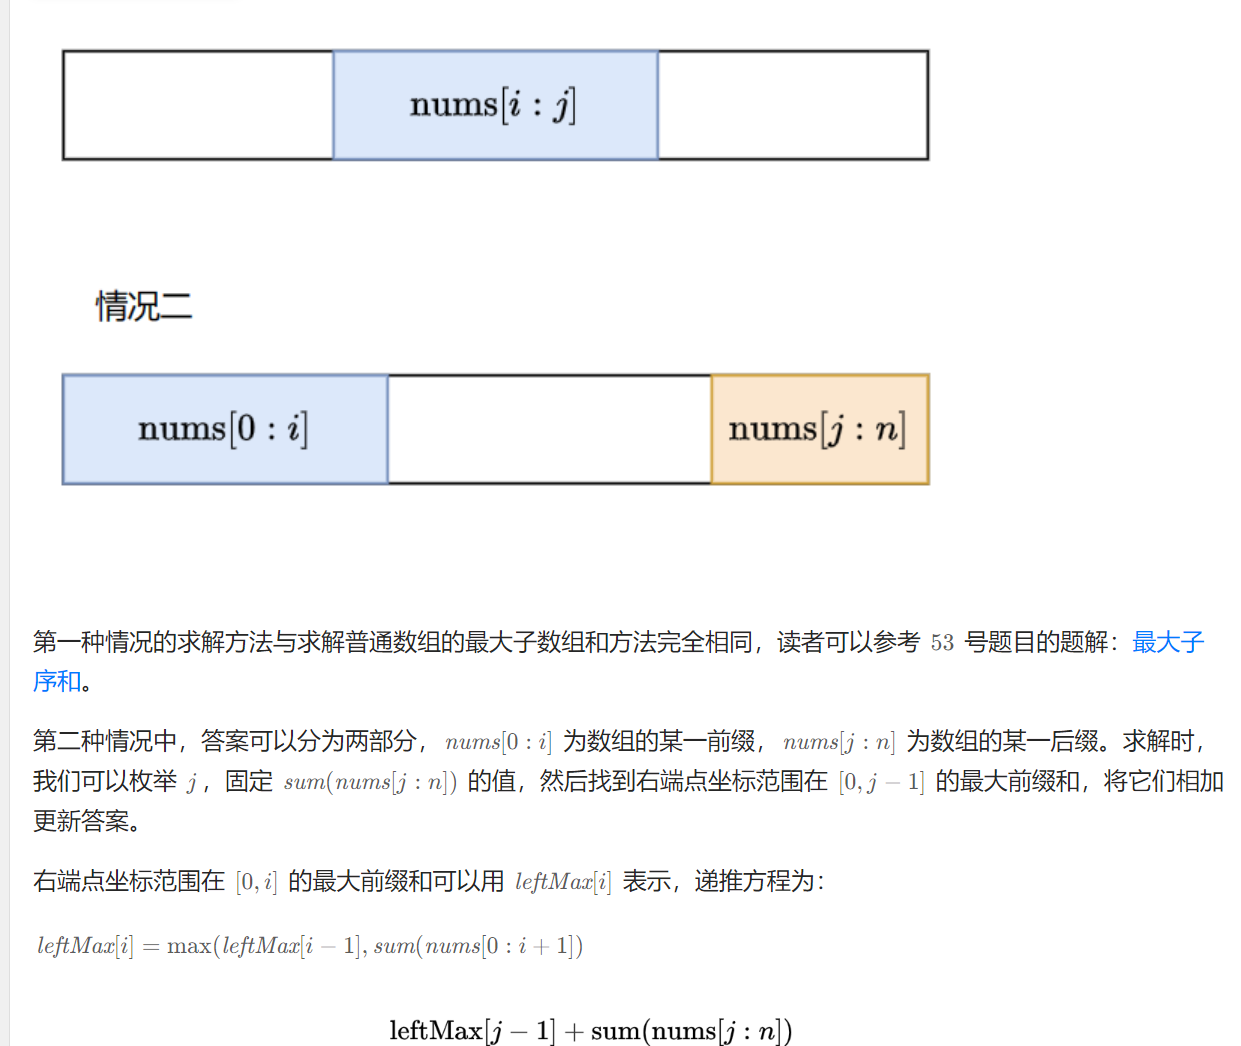 nums[i : j]
情况二
nums[0 : i]
nums[j : n]
第一种情况的求解方法与求解普通数组的最大子数组和方法完全相同，读者可以参考 53 号题目的题解：最大子
序和。
第二种情况中，答案可以分为两部分，nums[0 : i] 为数组的某一前缀，nums[j : n] 为数组的某一后缀。求解时，
我们可以枚举 j，固定 sum(nums[j : n]) 的值，然后找到右端点坐标范围在 [0, j − 1] 的最大前缀和，将它们相加
更新答案。
右端点坐标范围在 [0, i] 的最大前缀和可以用 leftMax[i] 表示，递推方程为：
leftMax[i] = max(leftMax[i − 1], sum(nums[0 : i + 1])
leftMax[j − 1] + sum(nums[j : n])